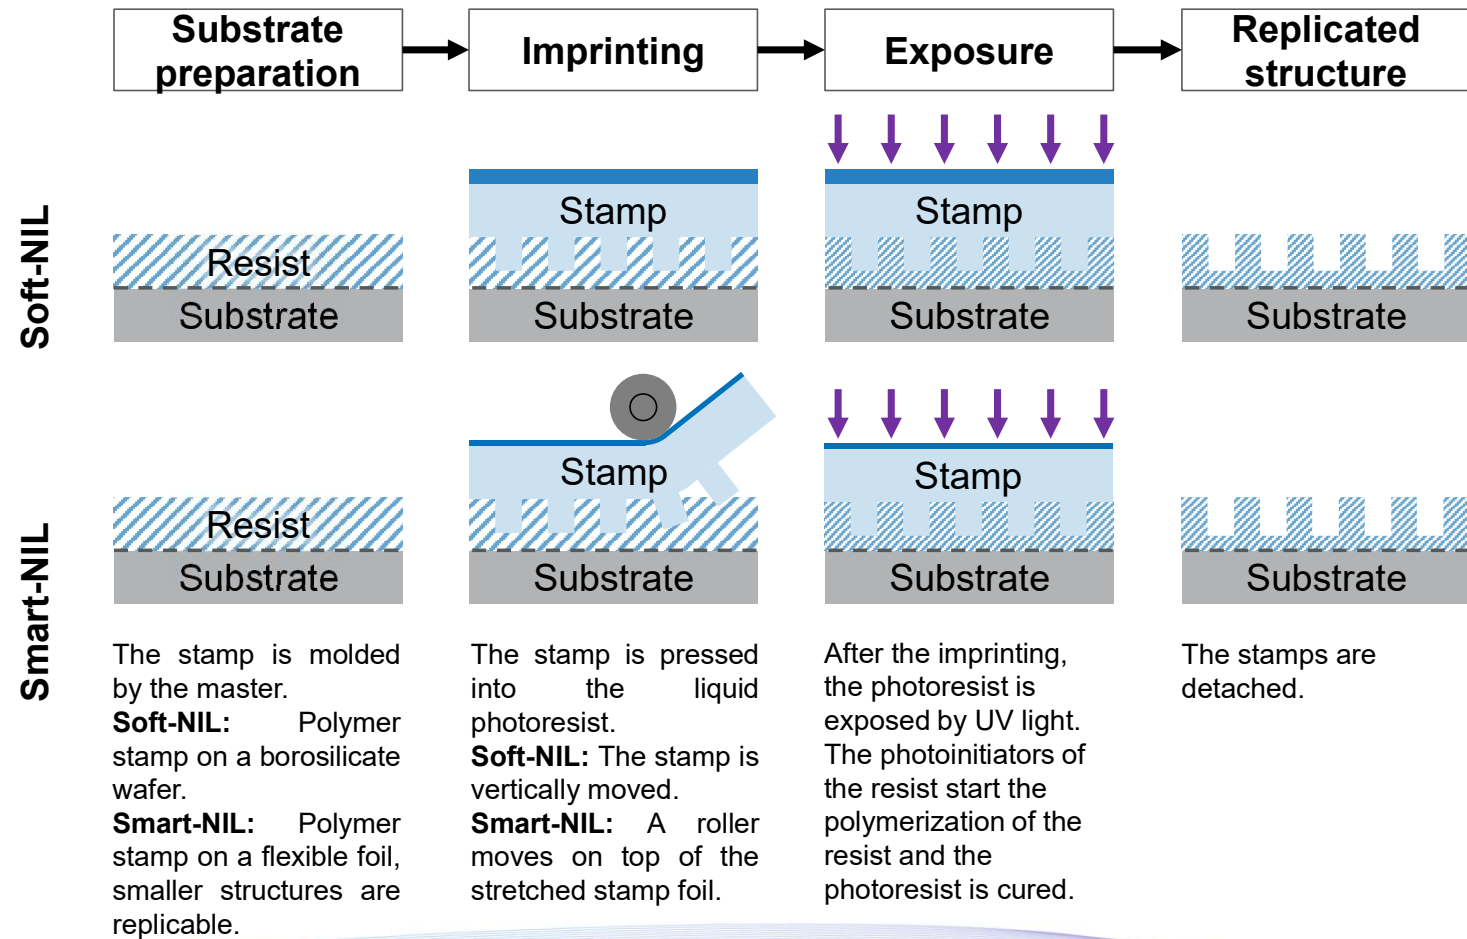 Substrate
preparation
Imprinting
Exposure
Replicated
structure
Soft-NIL
Resist
Substrate
Stamp
Substrate
Stamp
Substrate
Substrate
Smart-NIL
Resist
Substrate
Stamp
Substrate
Stamp
Substrate
Substrate
The stamp is molded
by the master.
Soft-NIL: Polymer
stamp on a borosilicate
wafer.
Smart-NIL: Polymer
stamp on a flexible foil,
smaller structures are
replicable.
The stamp is pressed
into the liquid
photoresist.
Soft-NIL: The stamp is
vertically moved.
Smart-NIL: A roller
moves on top of the
stretched stamp foil.
After the imprinting,
the photoresist is
exposed by UV light.
The photoinitiators of
the resist start the
polymerization of the
resist and the
photoresist is cured.
The stamps are
detached.